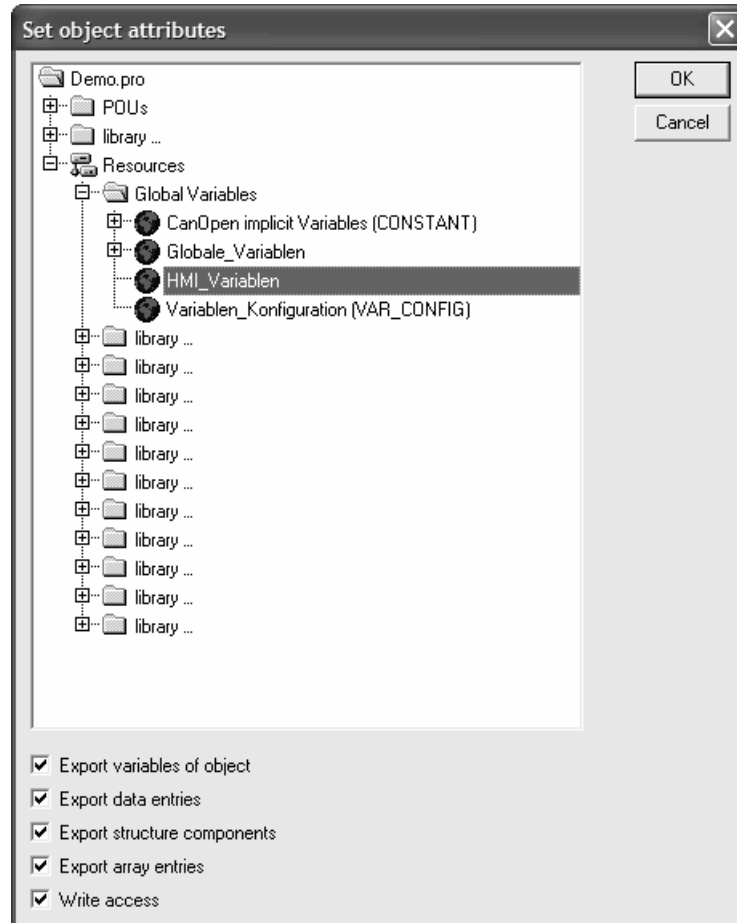 Set object attributes
Demo.pro
OK
POUs
Cancel
library ...
Resources
Global Variables
CanOpen implicit Variables (CONSTANT)
Globale_Variablen
HMI_Variablen
Variablen_Konfiguration (VAR_CONFIG)
library ...
library ...
library ...
library ...
library ...
library ...
library ...
library ...
library ...
library ...
library ...
Export variables of object
Export data entries
Export structure components
Export array entries
Write access